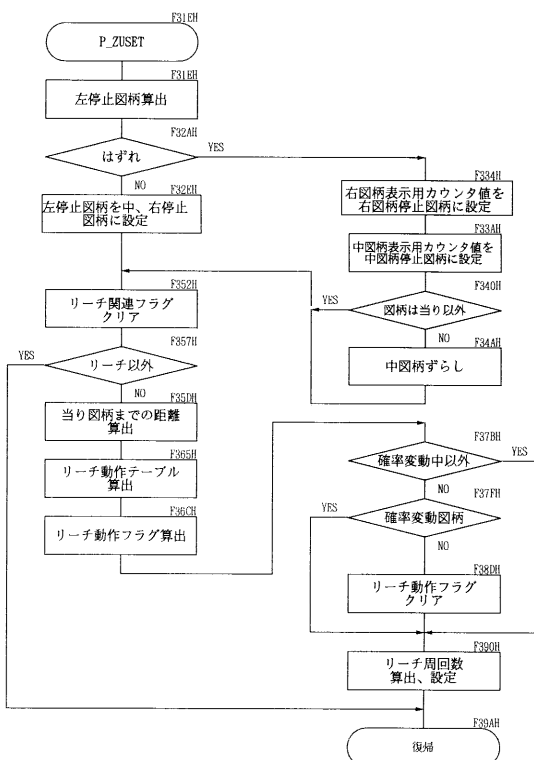 F31EH
P_ZUSET
F31EH
左停止図柄算出
F32AH
はずれ
YES
NO
F32EH
左停止図柄を中、右停止
図柄に設定
F334H
右図柄表示用カウンタ値を
右図柄停止図柄に設定
F33AH
中図柄表示用カウンタ値を
中図柄停止図柄に設定
F340H
YES
図柄は当り以外
NO
F34AH
中図柄ずらし
F352H
リーチ関連フラグ
クリア
F357H
YES
リーチ以外
NO
F35DH
当り図柄までの距離
算出
F365H
リーチ動作テーブル
算出
F36CH
リーチ動作フラグ算出
F37BH
確率変動中以外
YES
NO
F37FH
YES
確率変動図柄
NO
F38DH
リーチ動作フラグ
クリア
F390H
リーチ周回数
算出、設定
F39AH
復帰